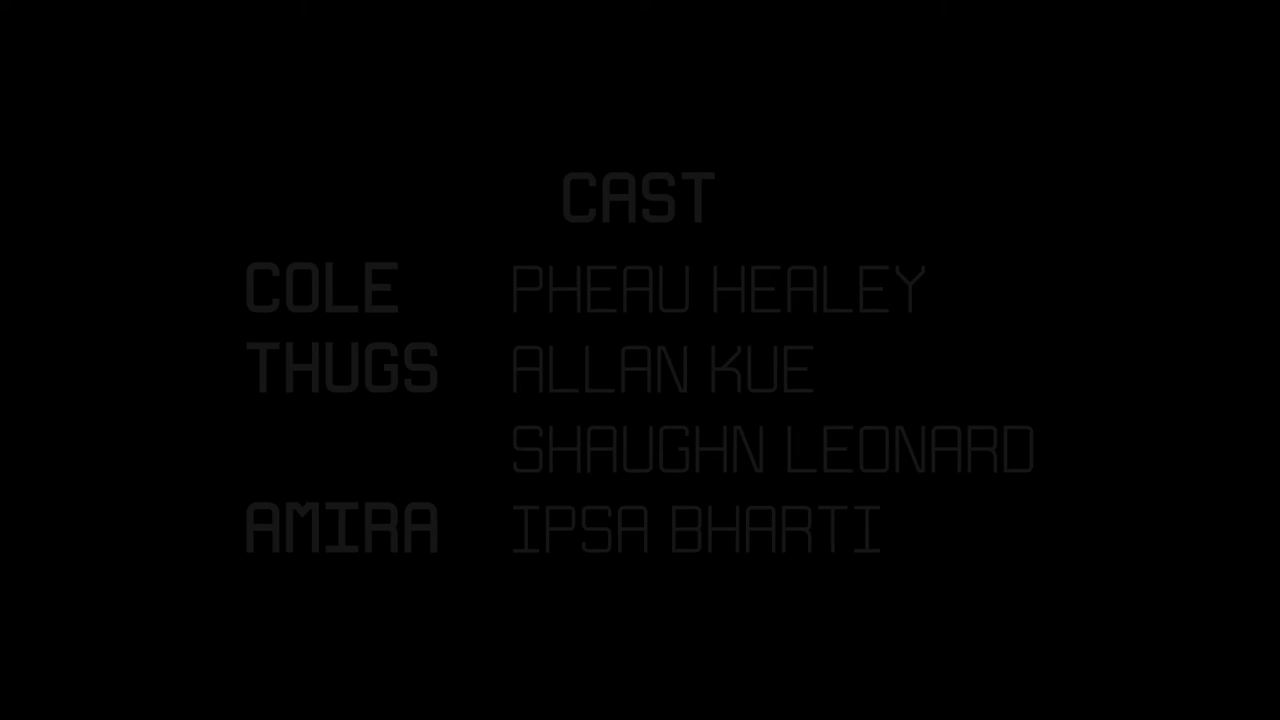 CAST
COLE PHEAU HEALEY
THUGS ALLAN KUE
SHAUGHN LEONARD
AMIRA IPSA BHARTI